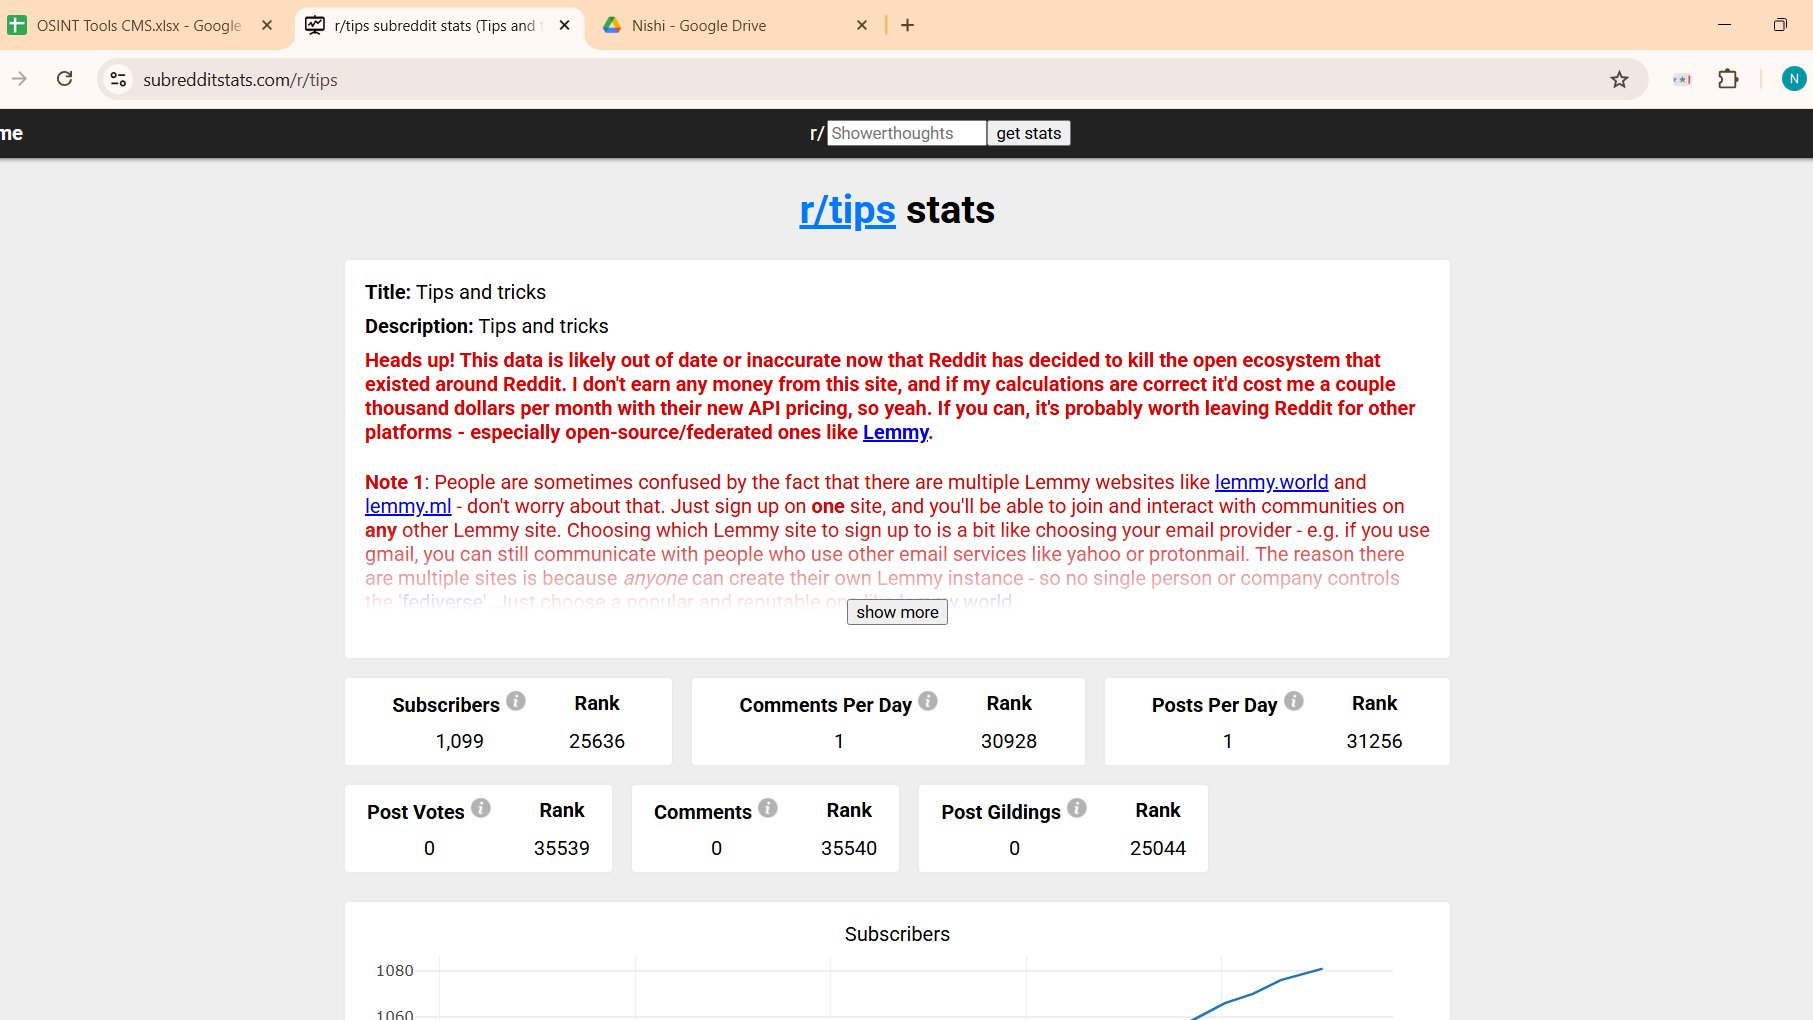 OSINT Tools CMS.xlsx - Google
r/tips subreddit stats (Tips and
Nishi - Google Drive
subredditstats.com/r/tips
N
me
r/ Showerthoughts get stats
r/tips stats
Title: Tips and tricks
Description: Tips and tricks
Heads up! This data is likely out of date or inaccurate now that Reddit has decided to kill the open ecosystem that
existed around Reddit. I don't earn any money from this site, and if my calculations are correct it'd cost me a couple
thousand dollars per month with their new API pricing, so yeah. If you can, it's probably worth leaving Reddit for other
platforms - especially open-source/federated ones like Lemmy.
Note 1: People are sometimes confused by the fact that there are multiple Lemmy websites like lemmy.world and
lemmy.ml - don't worry about that. Just sign up on one site, and you'll be able to join and interact with communities on
any other Lemmy site. Choosing which Lemmy site to sign up to is a bit like choosing your email provider - e.g. if you use
gmail, you can still communicate with people who use other email services like yahoo or protonmail. The reason there
are multiple sites is because anyone can create their own Lemmy instance - so no single person or company controls
the 'fediverse'. Just choose a popular and reputable one like lemmy.world.
show more
Subscribers Rank
1,099 25636
Comments Per Day Rank
1 30928
Posts Per Day Rank
1 31256
Post Votes Rank
0 35539
Comments Rank
0 35540
Post Gildings Rank
0 25044
Subscribers
1080
1060